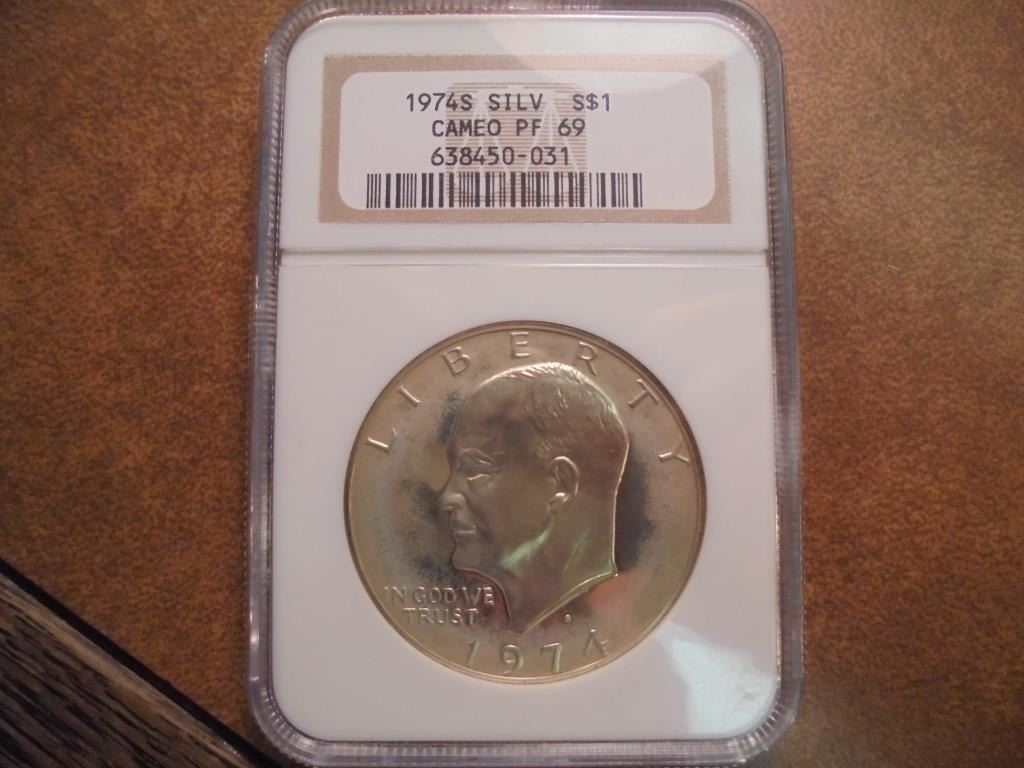 1974S SILV S$1
CAMEO PF 69
638450-031
LIBERTY
IN GOD WE
TRUST
1974